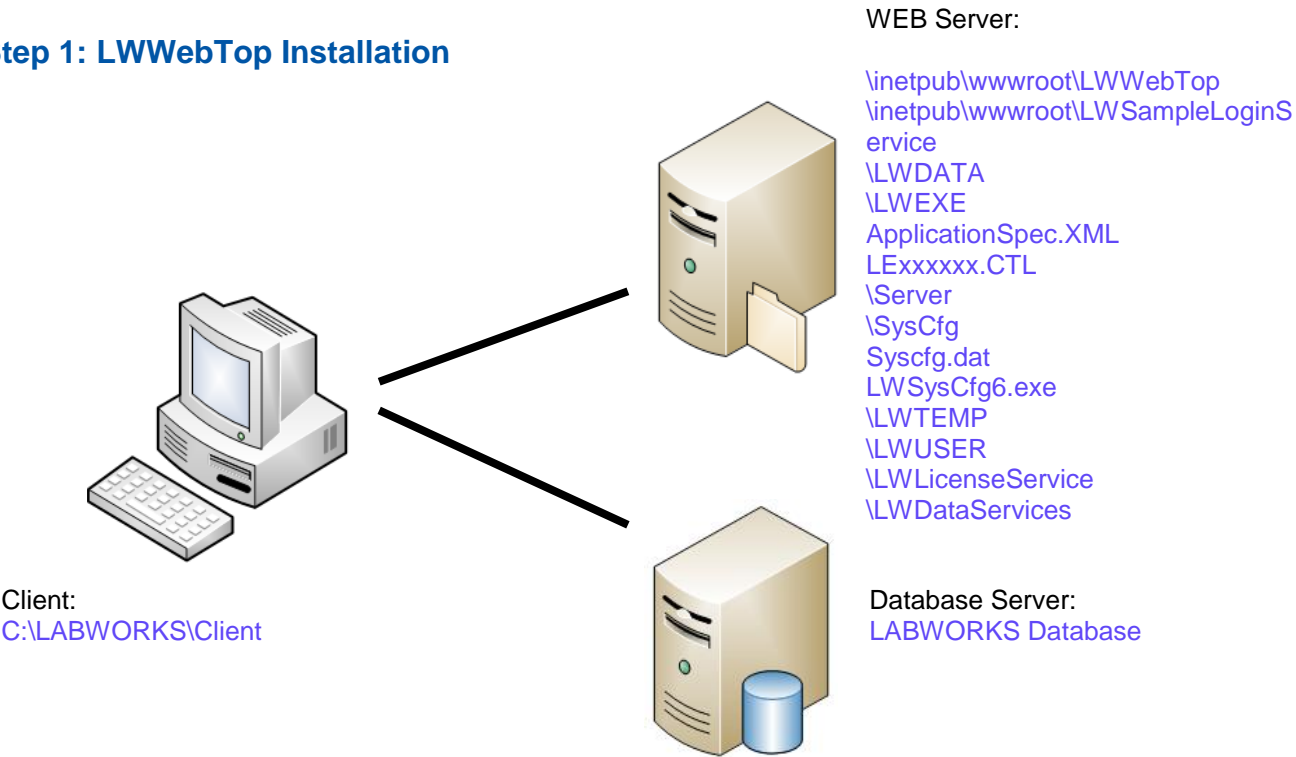 WEB Server:
tep 1: LWWebTop Installation
\inetpub\wwwroot\LWWebTop
\inetpub\wwwroot\LWSampleLoginS
ervice
\LWDATA
\LWEXE
ApplicationSpec.XML
LExxxxxx.CTL
\Server
\SysCfg
Syscfg.dat
LWSysCfg6.exe
\LWTEMP
\LWUSER
\LWLicenseService
\LWDataServices
Client:
C:\LABWORKS\Client
Database Server:
LABWORKS Database